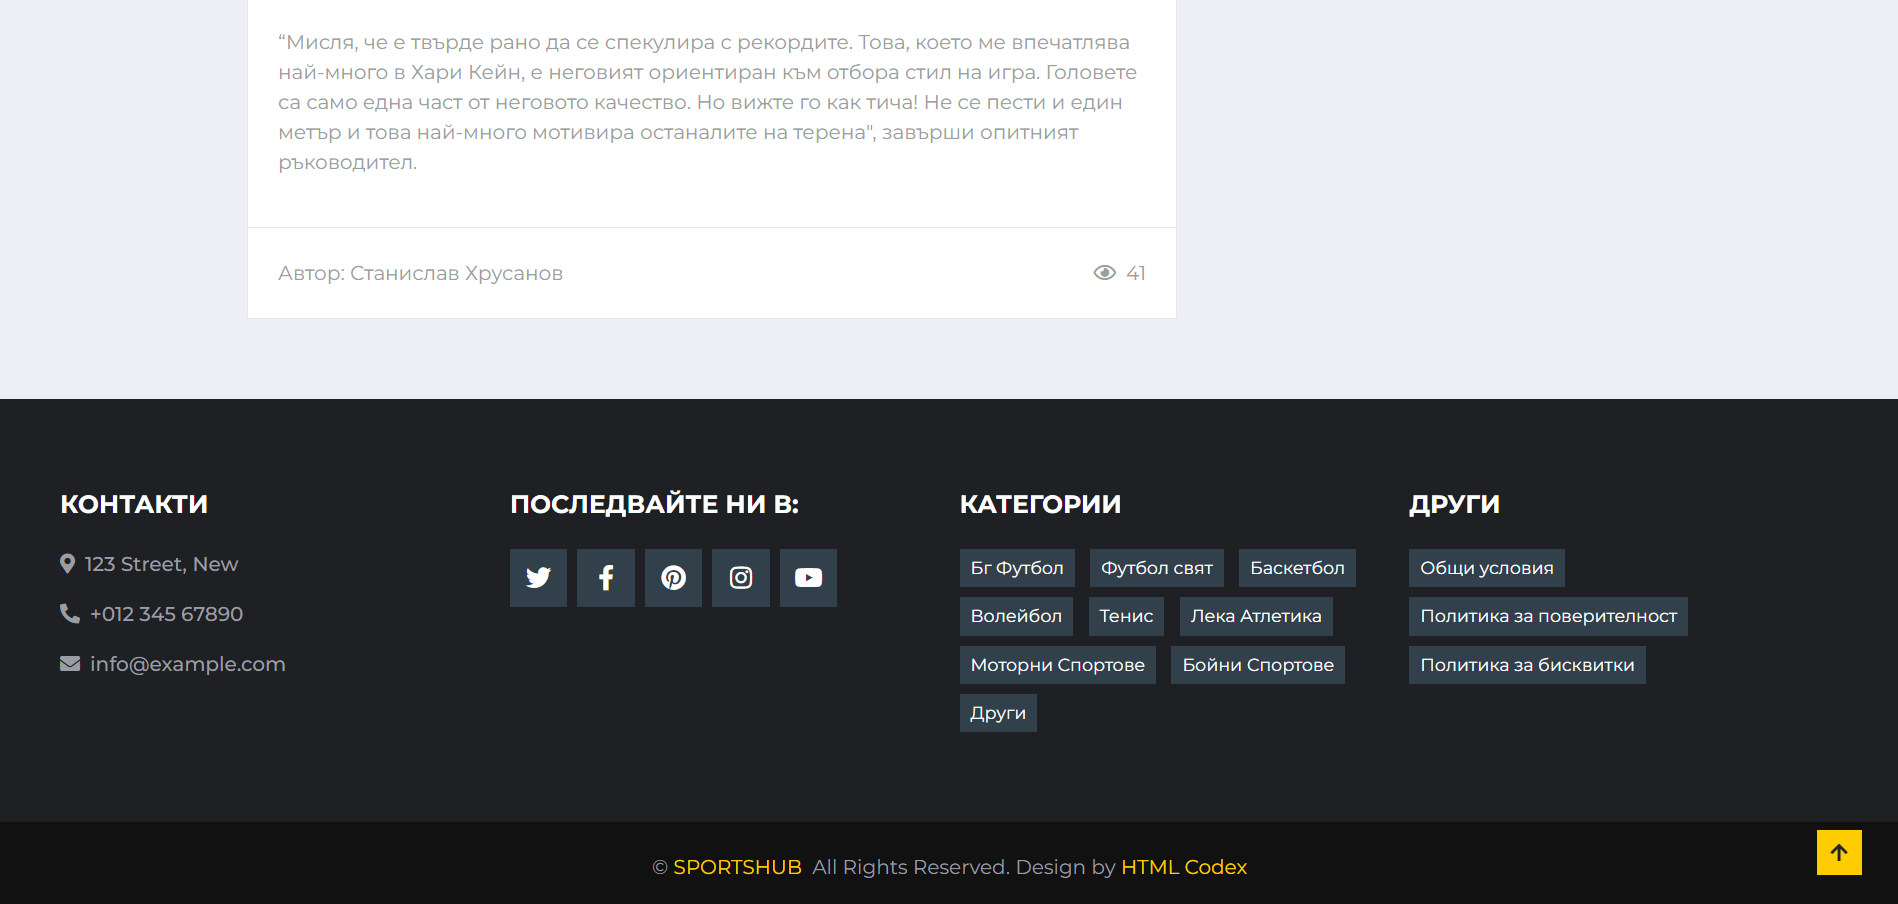 “Мисля, че е твърде рано да се спекулира с рекордите. Това, което ме впечатлява
най-много в Хари Кейн, е неговият ориентиран към отбора стил на игра. Головете
са само една част от неговото качество. Но вижте го как тича! Не се пести и един
метър и това най-много мотивира останалите на терена", завърши опитният
ръководител.
Автор: Станислав Хрусанов
41
КОНТАКТИ
123 Street, New
+012 345 67890
info@example.com
ПОСЛЕДВАЙТЕ НИ В:
КАТЕГОРИИ
Бг Футбол Футбол свят Баскетбол
Волейбол Тенис Лека Атлетика
Моторни Спортове Бойни Спортове
Други
ДРУГИ
Общи условия
Политика за поверителност
Политика за бисквитки
© SPORTSHUB All Rights Reserved. Design by HTML Codex